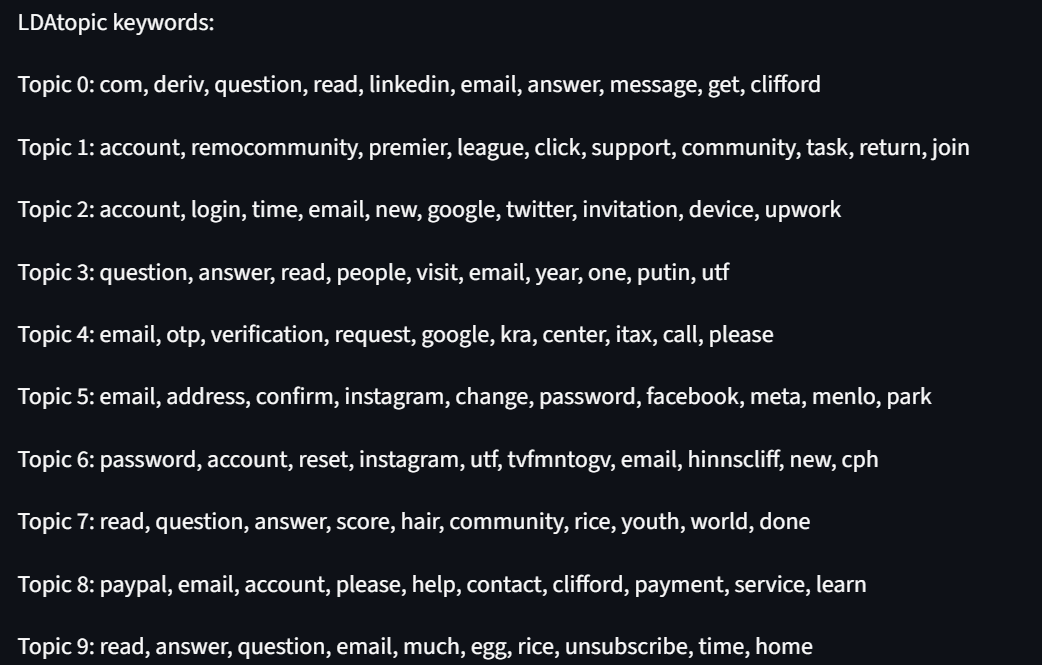 LDAtopic keywords:
Topic 0: com, deriv, question, read, linkedin, email, answer, message, get, clifford
Topic 1: account, remocommunity, premier, league, click, support, community, task, return, join
Topic 2: account, login, time, email, new, google, twitter, invitation, device, upwork
Topic 3: question, answer, read, people, visit, email, year, one, putin, utf
Topic 4: email, otp, verification, request, google, kra, center, itax, call, please
Topic 5: email, address, confirm, instagram, change, password, facebook, meta, menlo, park
Topic 6: password, account, reset, instagram, utf, tvfmntogv, email, hinnscliff, new, cph
Topic 7: read, question, answer, score, hair, community, rice, youth, world, done
Topic 8: paypal, email, account, please, help, contact, clifford, payment, service, learn
Topic 9: read, answer, question, email, much, egg, rice, unsubscribe, time, home